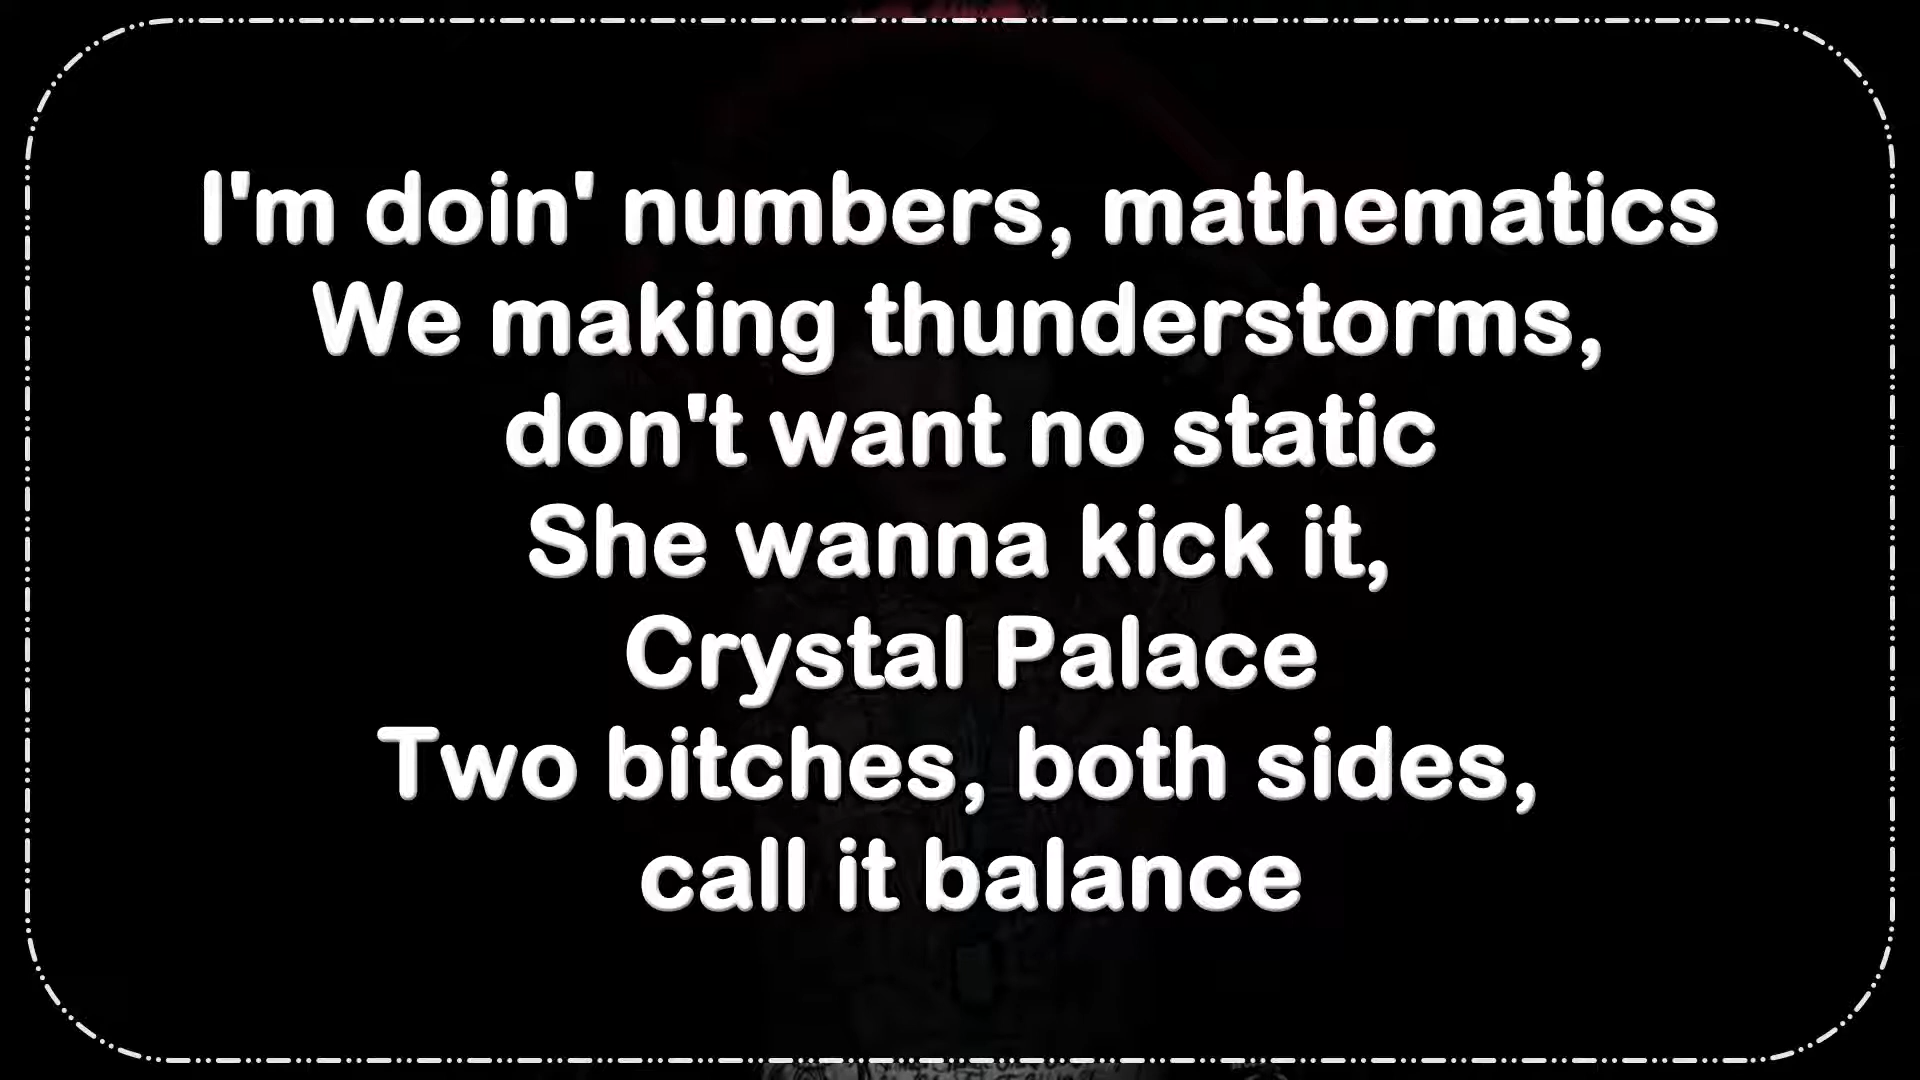 I'm doin' numbers, mathematics
We making thunderstorms,
don't want no static
She wanna kick it,
Crystal Palace
Two bitches, both sides,
call it balance